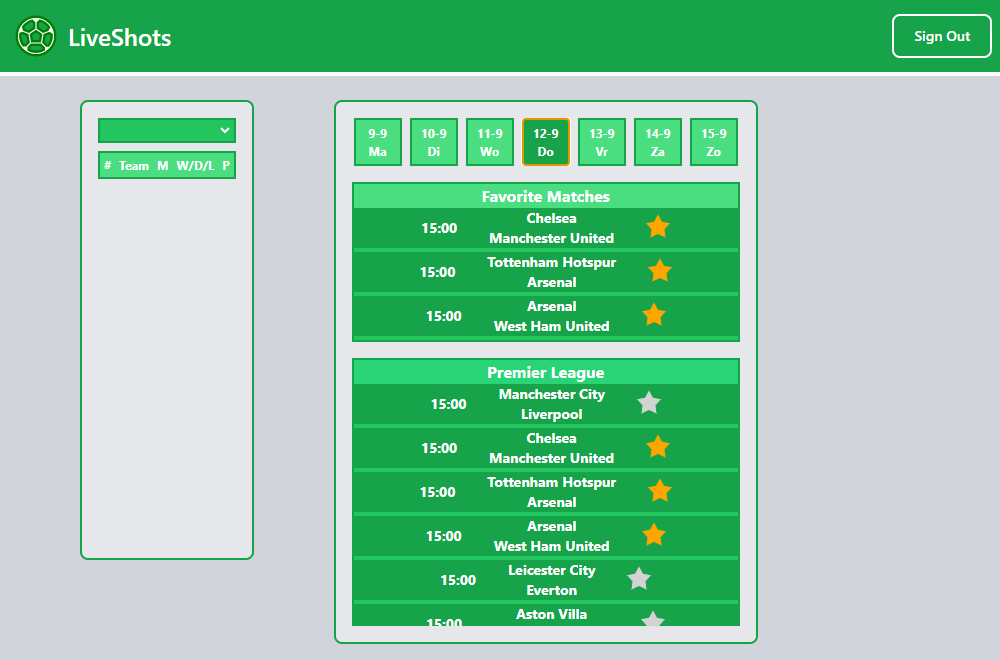 LiveShots
Sign Out
# Team M W/D/L P
9-9 10-9 11-9 12-9 13-9 14-9 15-9
Ma Di Wo Do Vr Za Zo
Favorite Matches
Chelsea
15:00
Manchester United
Tottenham Hotspur
15:00
Arsenal
Arsenal
15:00
West Ham United
Premier League
Manchester City
15:00
Liverpool
Chelsea
15:00
Manchester United
Tottenham Hotspur
15:00
Arsenal
Arsenal
15:00
West Ham United
Leicester City
15:00
Everton
Aston Villa
15:00